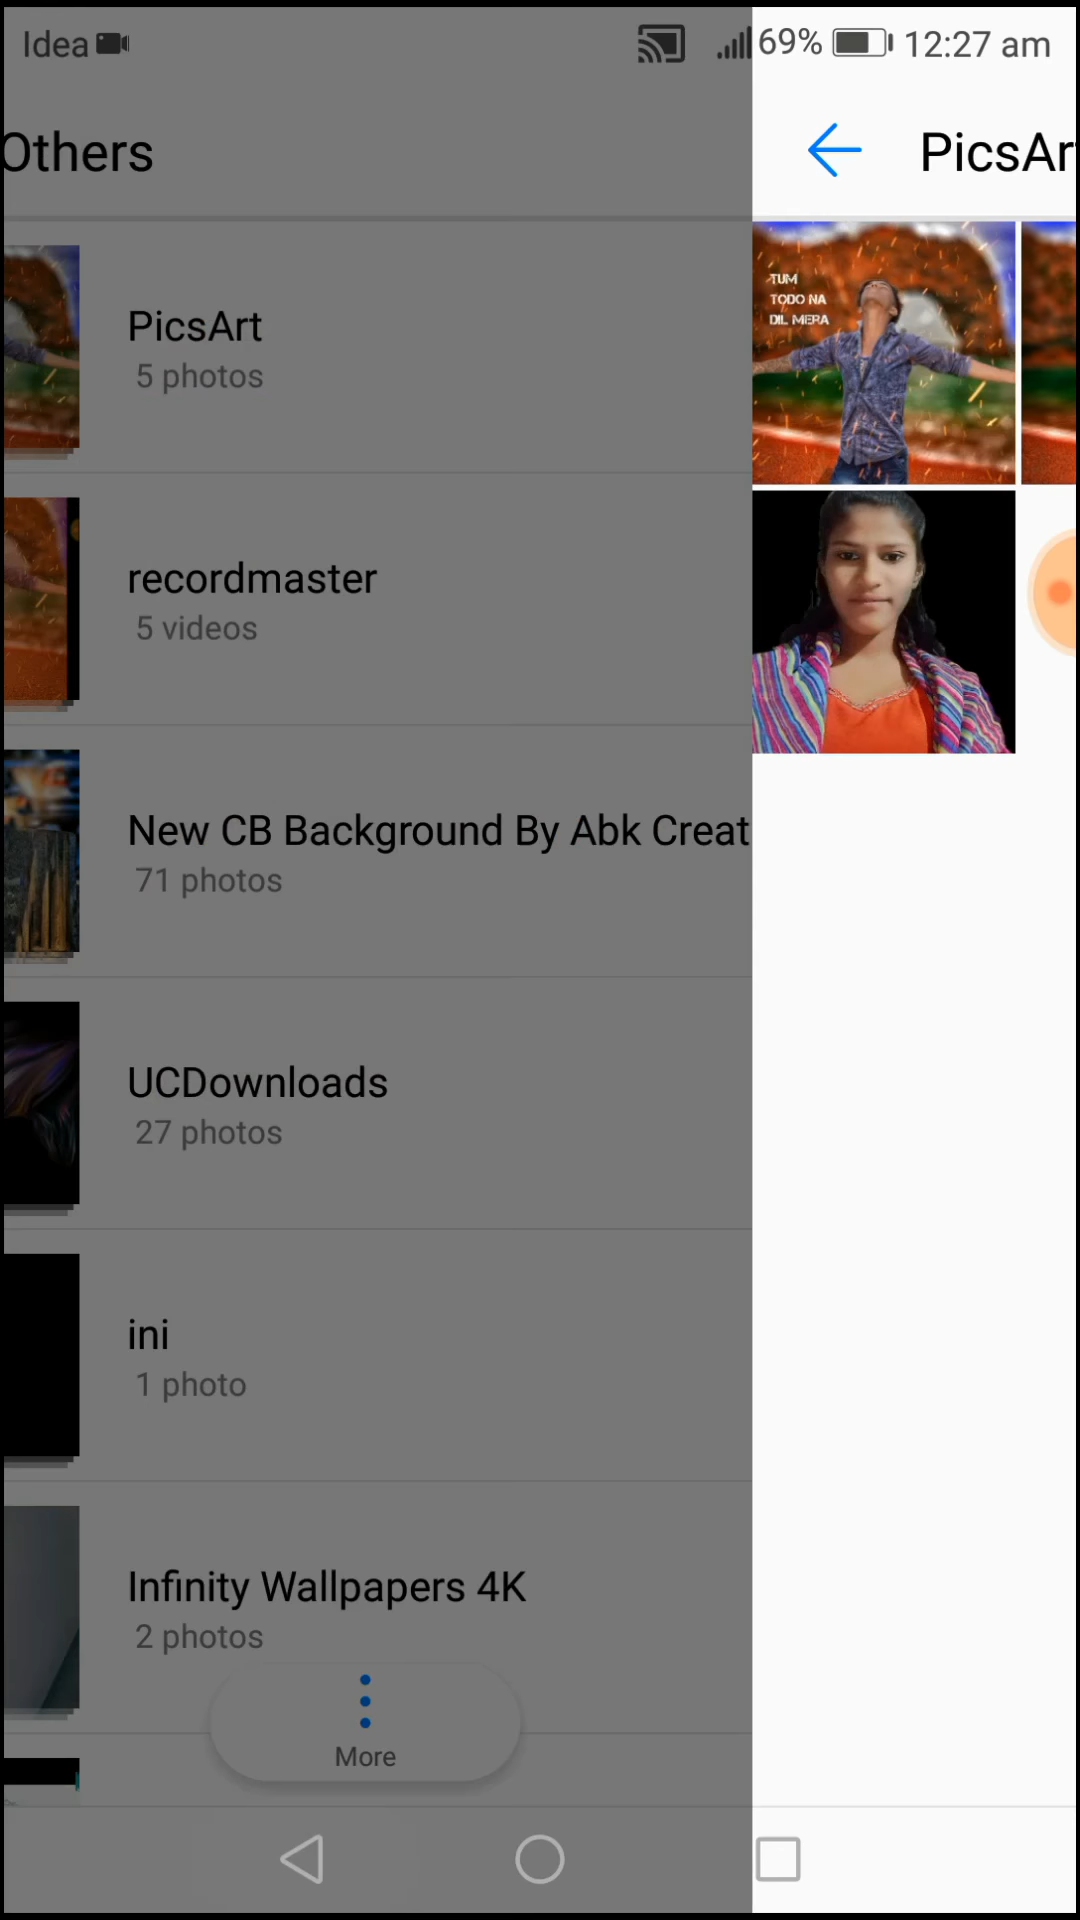 Idea 69% 12:27 am
Others
PicsAr
TUM
TODO NA
DIL MERA
PicsArt
5 photos
recordmaster
5 videos
New CB Background By Abk Creat
71 photos
UCDownloads
27 photos
ini
1 photo
Infinity Wallpapers 4K
2 photos
More